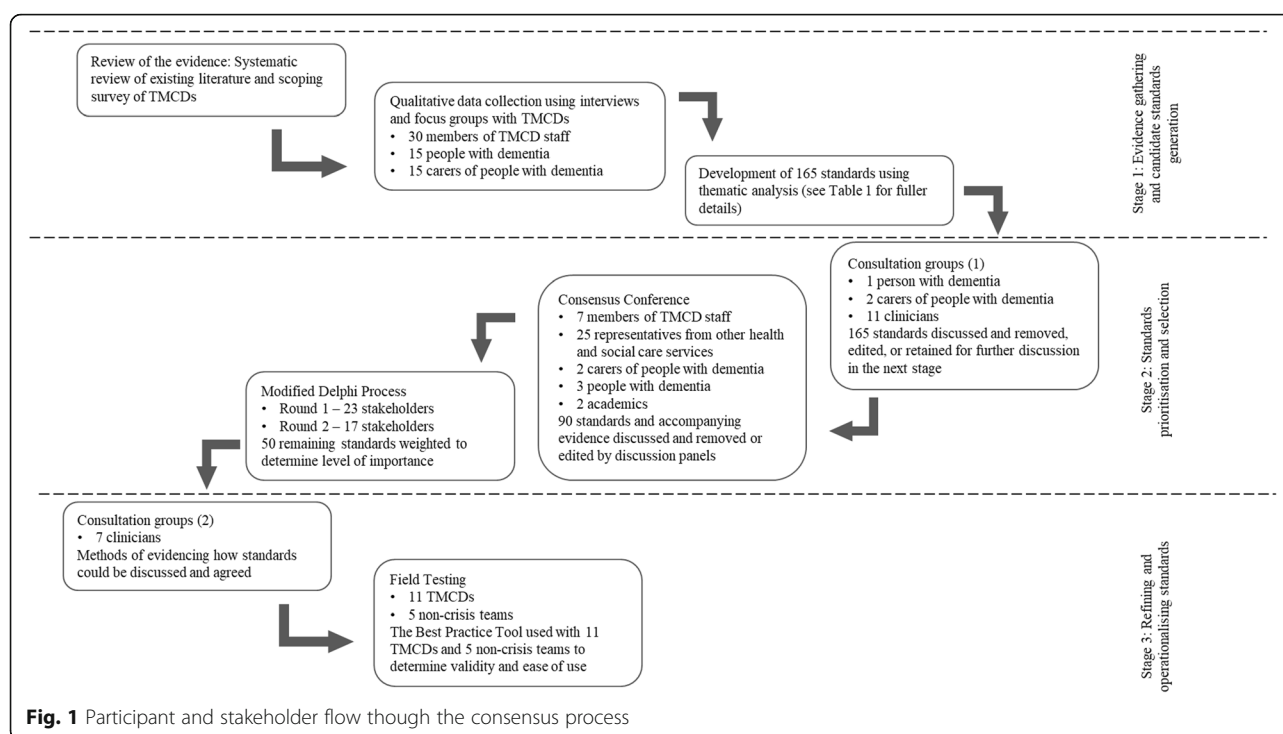 Review of the evidence: Systematic
review of existing literature and scoping
survey of TMCDs
Qualitative data collection using interviews
and focus groups with TMCDs
• 30 members of TMCD staff
• 15 people with dementia
• 15 carers of people with dementia
Development of 165 standards using
thematic analysis (see Table 1 for fuller
details)
Stage 1: Evidence gathering
and candidate standards
generation
Consultation groups (1)
• 1 person with dementia
• 2 carers of people with dementia
• 11 clinicians
165 standards discussed and removed,
edited, or retained for further discussion
in the next stage
Consensus Conference
• 7 members of TMCD staff
• 25 representatives from other health
and social care services
• 2 carers of people with dementia
• 3 people with dementia
• 2 academics
90 standards and accompanying
evidence discussed and removed or
edited by discussion panels
Modified Delphi Process
• Round 1 – 23 stakeholders
• Round 2 – 17 stakeholders
50 remaining standards weighted to
determine level of importance
Stage 2: Standards
prioritisation and selection
Consultation groups (2)
• 7 clinicians
Methods of evidencing how standards
could be discussed and agreed
Field Testing
• 11 TMCDs
• 5 non-crisis teams
The Best Practice Tool used with 11
TMCDs and 5 non-crisis teams to
determine validity and ease of use
Stage 3: Refining and
operationalising standards
Fig. 1 Participant and stakeholder flow though the consensus process